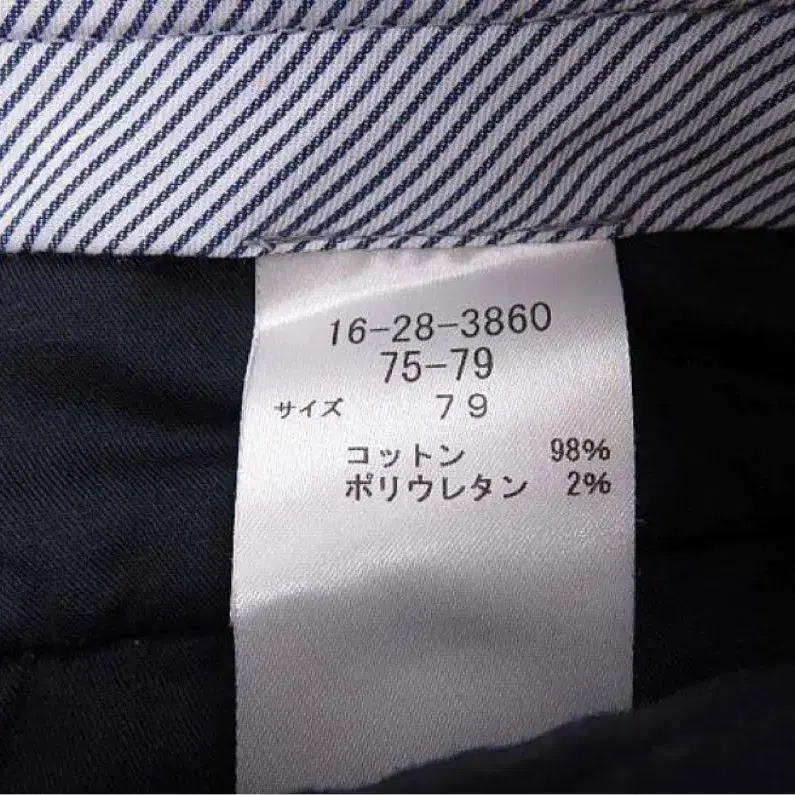 16-28-3860
75-79
サイズ 79
コットン 98%
ポリウレタン 2%